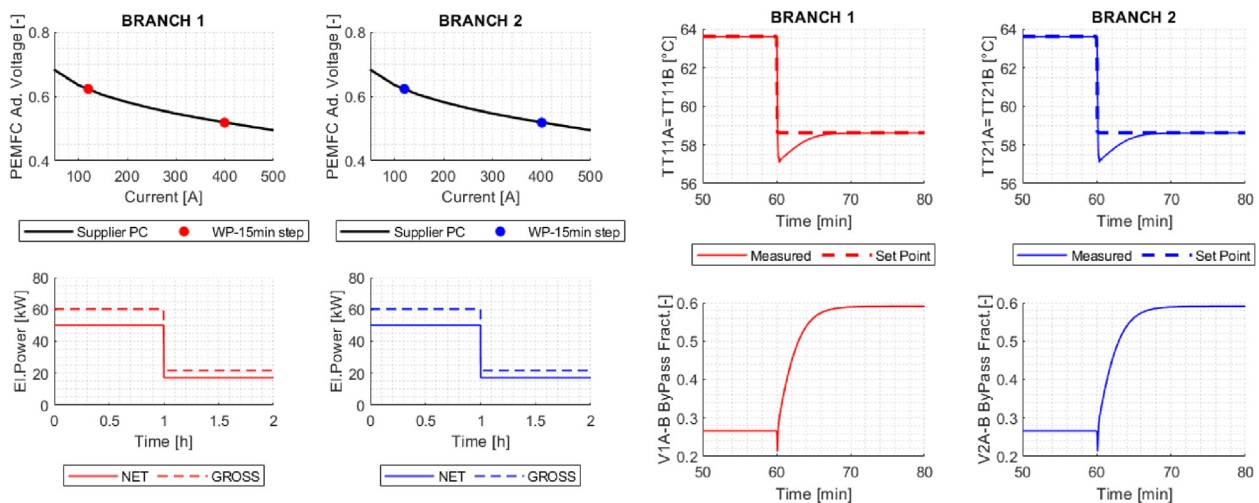 BRANCH 1
PEMFC Ad. Voltage [-]
0.8
0.6
0.4
100 200 300 400 500
Current [A]
Supplier PC WP-15min step
BRANCH 2
PEMFC Ad. Voltage [-]
0.8
0.6
0.4
100 200 300 400 500
Current [A]
Supplier PC WP-15min step
BRANCH 1
TT11A=TT11B [°C]
64
62
60
58
56
50 60 70 80
Time [min]
Measured Set Point
BRANCH 2
TT21A=TT21B [°C]
64
62
60
58
56
50 60 70 80
Time [min]
Measured Set Point
El.Power [kW]
80
60
40
20
0
0 0.5 1 1.5 2
Time [h]
NET GROSS
El.Power [kW]
80
60
40
20
0
0 0.5 1 1.5 2
Time [h]
NET GROSS
V1A-B ByPass Fract.[-]
0.6
0.5
0.4
0.3
0.2
50 60 70 80
Time [min]
V2A-B ByPass Fract.[-]
0.6
0.5
0.4
0.3
0.2
50 60 70 80
Time [min]